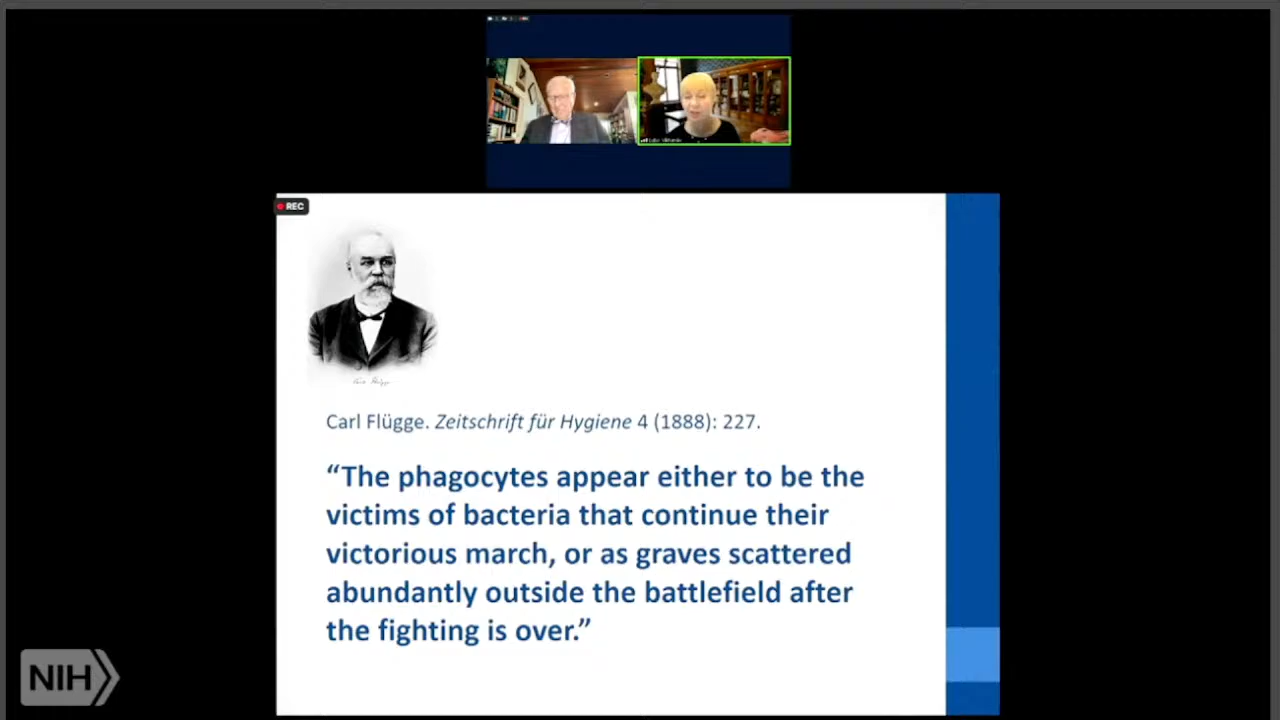 REC
Carl Flügge. Zeitschrift für Hygiene 4 (1888): 227.
“The phagocytes appear either to be the
victims of bacteria that continue their
victorious march, or as graves scattered
abundantly outside the battlefield after
the fighting is over.”
NIH